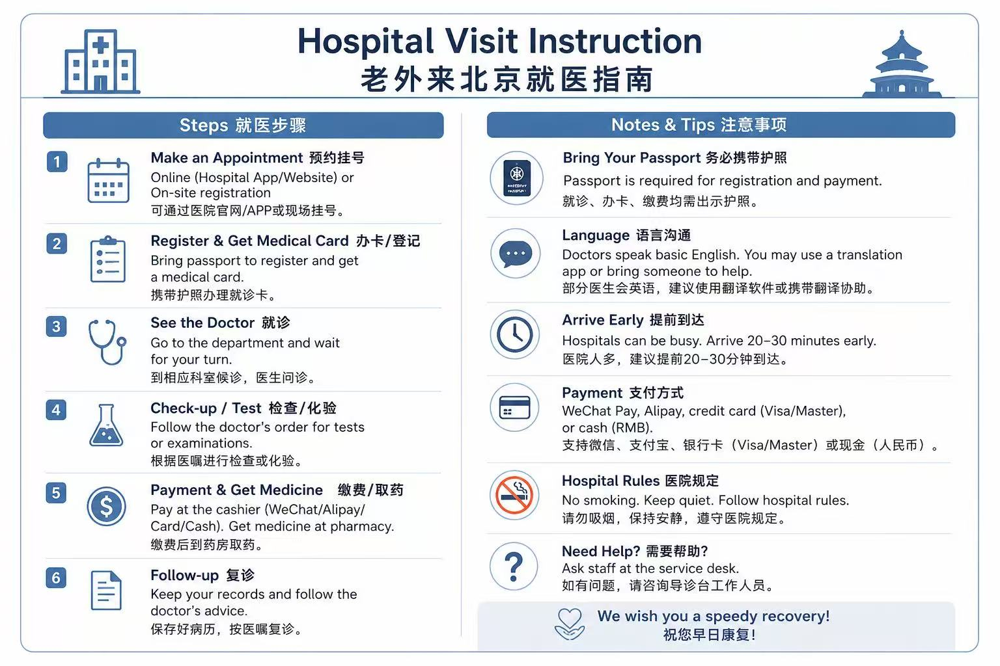 Hospital Visit Instruction
老外来北京就医指南
Steps 就医步骤
1
Make an Appointment 预约挂号
Online (Hospital App/Website) or
On-site registration
可通过医院官网/APP或现场挂号。
2
Register & Get Medical Card 办卡/登记
Bring passport to register and get
a medical card.
携带护照办理就诊卡。
3
See the Doctor 就诊
Go to the department and wait
for your turn.
到相应科室候诊，医生问诊。
4
Check-up / Test 检查/化验
Follow the doctor's order for tests
or examinations.
根据医嘱进行检查或化验。
5
$
Payment & Get Medicine 缴费/取药
Pay at the cashier (WeChat/Alipay/
Card/Cash). Get medicine at pharmacy.
缴费后到药房取药。
6
Follow-up 复诊
Keep your records and follow the
doctor's advice.
保存好病历，按医嘱复诊。
Notes & Tips 注意事项
Bring Your Passport 务必携带护照
Passport is required for registration and payment.
就诊、办卡、缴费均需出示护照。
Language 语言沟通
Doctors speak basic English. You may use a translation
app or bring someone to help.
部分医生会英语，建议使用翻译软件或携带翻译协助。
Arrive Early 提前到达
Hospitals can be busy. Arrive 20–30 minutes early.
医院人多，建议提前20–30分钟到达。
Payment 支付方式
WeChat Pay, Alipay, credit card (Visa/Master),
or cash (RMB).
支持微信、支付宝、银行卡（Visa/Master）或现金（人民币）。
Hospital Rules 医院规定
No smoking. Keep quiet. Follow hospital rules.
请勿吸烟，保持安静，遵守医院规定。
?
Need Help? 需要帮助?
Ask staff at the service desk.
如有问题，请咨询导诊台工作人员。
We wish you a speedy recovery!
祝您早日康复!